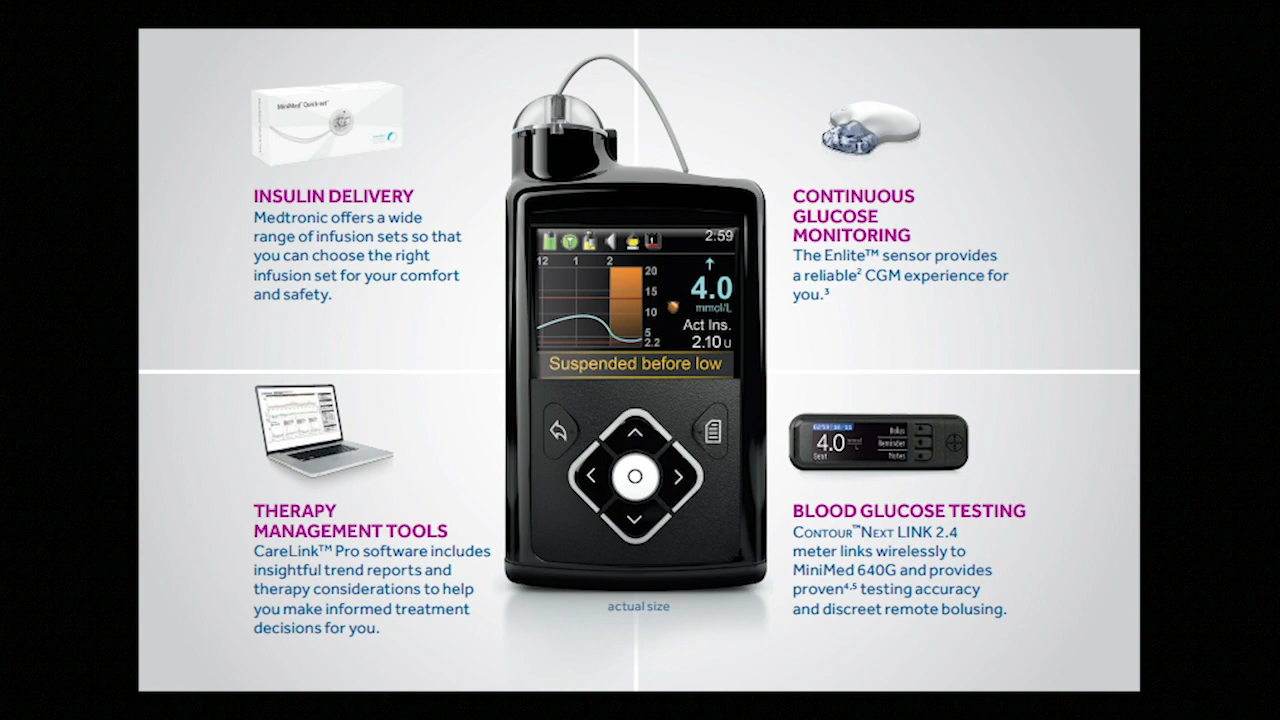 MiniMed® Quick-set®
INSULIN DELIVERY
Medtronic offers a wide
range of infusion sets so that
you can choose the right
infusion set for your comfort
and safety.
CONTINUOUS
GLUCOSE
MONITORING
The Enlite™ sensor provides
a reliable² CGM experience for
you.³
2:59
12 1 2
20
15
10
5
2.2
4.0
mmol/L
Act Ins.
2.10 u
Suspended before low
THERAPY
MANAGEMENT TOOLS
CareLink™ Pro software includes
insightful trend reports and
therapy considerations to help
you make informed treatment
decisions for you.
4.0
Sent
Reminder
Notes
BLOOD GLUCOSE TESTING
CONTOUR™NEXT LINK 2.4
meter links wirelessly to
MiniMed 640G and provides
proven⁴,⁵ testing accuracy
and discreet remote bolusing.
actual size